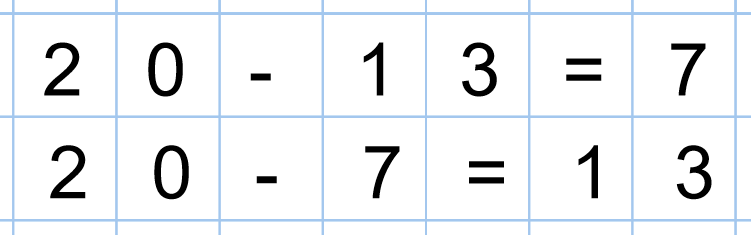 20 - 13 = 7
20 - 7 = 13